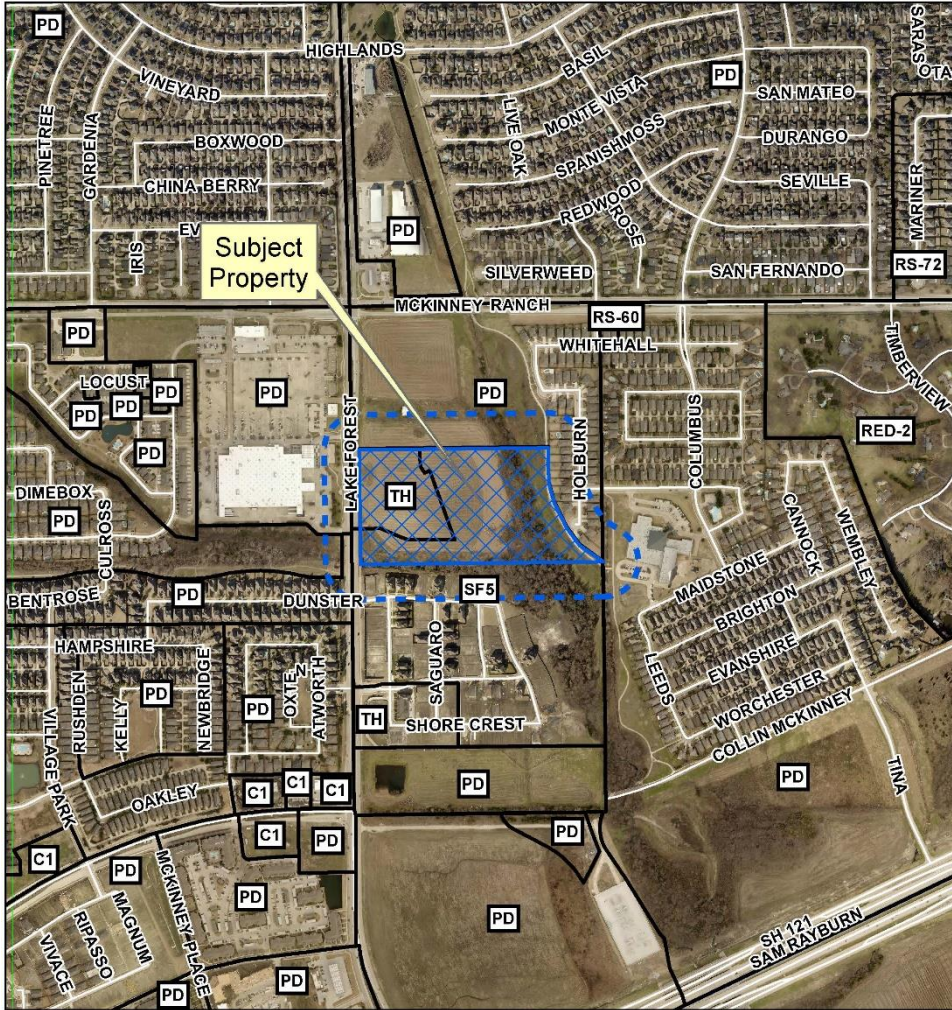 PD
HIGHLANDS
BASIL
SARAS
OTA
VINEYARD
PD
PINETREE
GARDENIA
LIVE OAK
MONTE VISTA
SAN MATEO
BOXWOOD
SPANISHMOSS
DURANGO
CHINA BERRY
REDWOOD
SEVILLE
MARINER
EV
ROSE
IRIS
PD
Subject
Property
SILVERWEED
SAN FERNANDO
RS-72
MCKINNEY RANCH
RS-60
WHITEHALL
PD
TIMBERVIEW
LOCUST
PD
PD
PD
PD
PD
PD
PD
LAKE FOREST
HOLBURN
COLUMBUS
RED-2
TH
DIMEBOX
PD
CULROSS
CANNOCK
WEMBLEY
MAIDSTONE
BENTROSE
PD
DUNSTER
SF5
BRIGHTON
HAMPSHIRE
SAGUARO
LEEDS
EVANSHIRE
RUSHDEN
KELLY
PD
NEWBRIDGE
PD
OXTE
N
ATWORTH
TH
SHORE CREST
WORCHESTER
COLLIN MCKINNEY
VILLAGE PARK
OAKLEY
C1
C1
C1
PD
PD
TINA
C1
C1
PD
PD
PD
MCKINNEY PLACE
PD
MAGNUM
RIPASSO
VIVACE
PD
SH 121
SAM RAYBURN
PD
PD